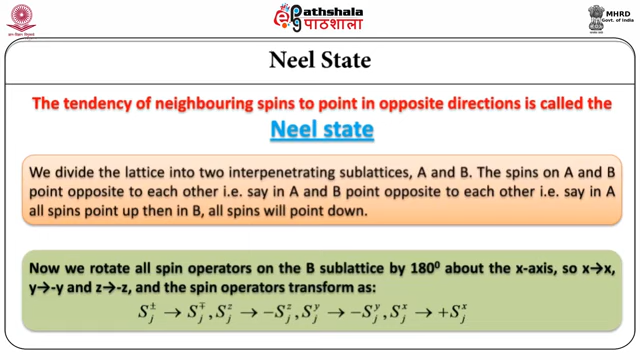 ePathshala
पाठशाला
MHRD
Govt. of India
Neel State
The tendency of neighbouring spins to point in opposite directions is called the
Neel state
We divide the lattice into two interpenetrating sublattices, A and B. The spins on A and B
point opposite to each other i.e. say in A and B point opposite to each other i.e. say in A
all spins point up then in B, all spins will point down.
Now we rotate all spin operators on the B sublattice by 180⁰ about the x-axis, so x→x,
y→-y and z→-z, and the spin operators transform as:
S_j^± → S_j^∓, S_j^z → −S_j^z, S_j^y → −S_j^y, S_j^x → +S_j^x